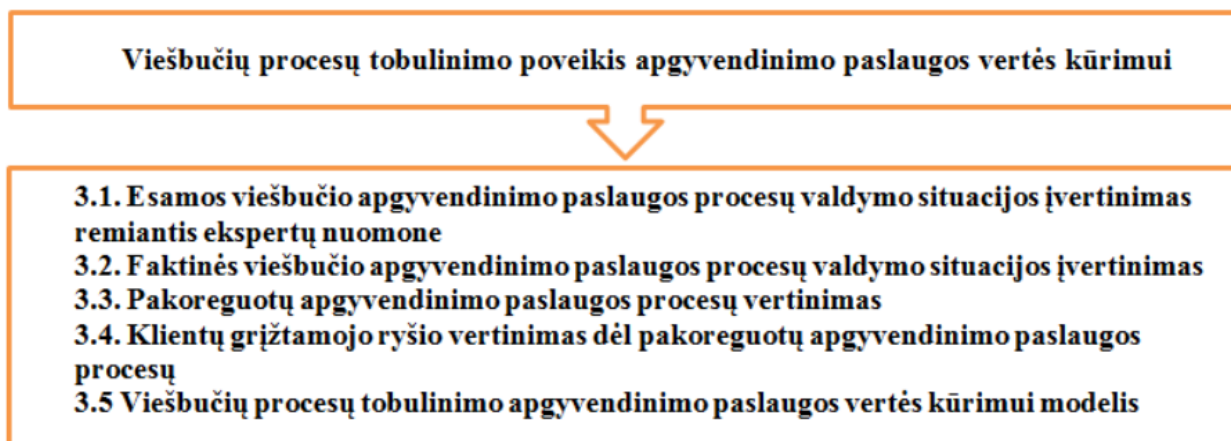 Viešbučių procesų tobulinimo poveikis apgyvendinimo paslaugos vertės kūrimui
3.1. Esamos viešbučio apgyvendinimo paslaugos procesų valdymo situacijos įvertinimas
remiantis ekspertų nuomone
3.2. Faktinės viešbučio apgyvendinimo paslaugos procesų valdymo situacijos įvertinimas
3.3. Pakoreguotų apgyvendinimo paslaugos procesų vertinimas
3.4. Klientų grįžtamojo ryšio vertinimas dėl pakoreguotų apgyvendinimo paslaugos
procesų
3.5 Viešbučių procesų tobulinimo apgyvendinimo paslaugos vertės kūrimui modelis